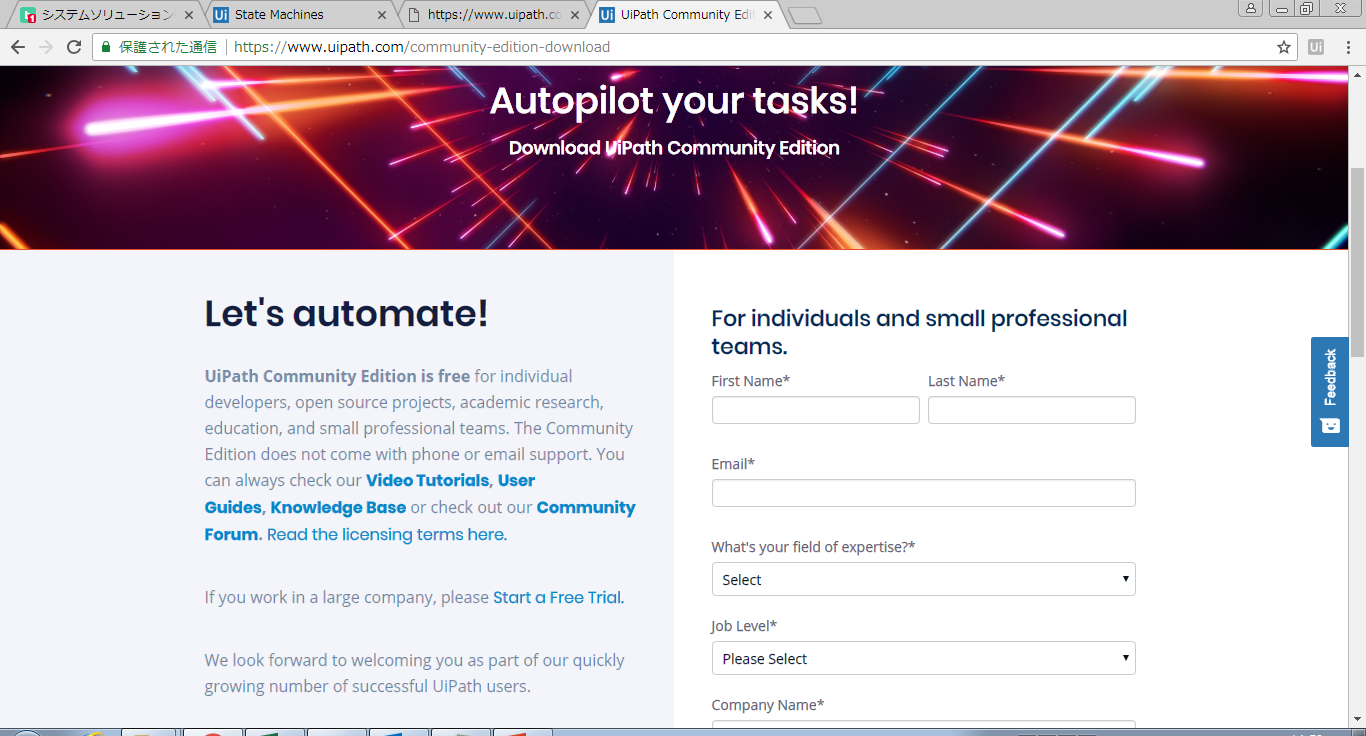 システムソリューション
State Machines
https://www.uipath.co
UiPath Community Edit
保護された通信
https://www.uipath.com/community-edition-download
Autopilot your tasks!
Download UiPath Community Edition
Let's automate!
UiPath Community Edition is free for individual
developers, open source projects, academic research,
education, and small professional teams. The Community
Edition does not come with phone or email support. You
can always check our Video Tutorials, User
Guides, Knowledge Base or check out our Community
Forum. Read the licensing terms here.
If you work in a large company, please Start a Free Trial.
We look forward to welcoming you as part of our quickly
growing number of successful UiPath users.
For individuals and small professional
teams.
First Name* Last Name*
Email*
What's your field of expertise?*
Select
Job Level*
Please Select
Company Name*
Feedback